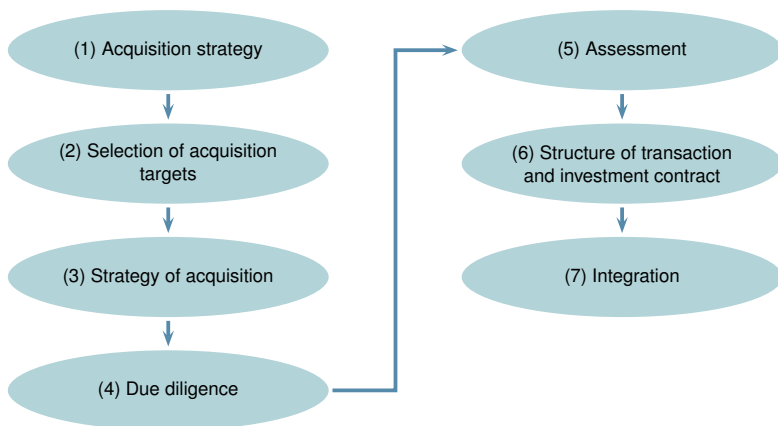 (1) Acquisition strategy
(2) Selection of acquisition
targets
(3) Strategy of acquisition
(4) Due diligence
(5) Assessment
(6) Structure of transaction
and investment contract
(7) Integration